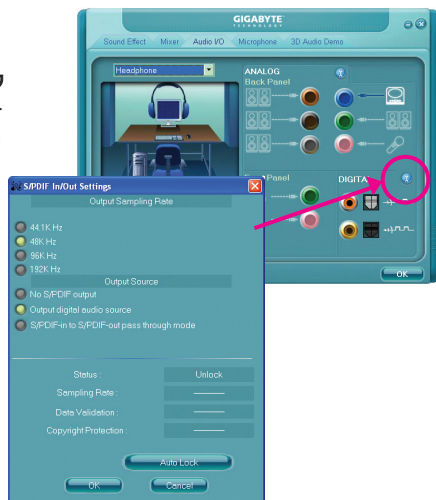 GIGABYTE
TECHNOLOGY
Sound Effect Mixer Audio I/O Microphone 3D Audio Demo
Headphone
ANALOG
Back Panel
Panel
DIGITA
OK
S/PDIF In/Out Settings
Output Sampling Rate
44.1K Hz
48K Hz
96K Hz
192K Hz
Output Source
No S/PDIF output
Output digital audio source
S/PDIF-in to S/PDIF-out pass through mode
Status : Unlock
Sampling Rate :
Data Validation :
Copyright Protection :
Auto Lock
OK Cancel